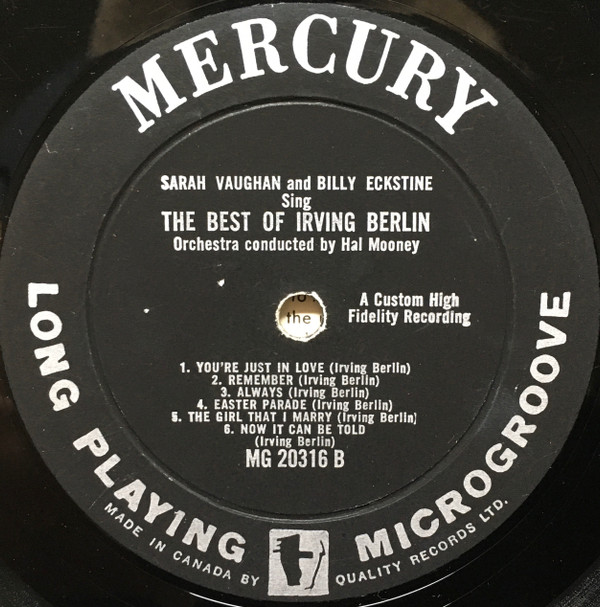 MERCURY
SARAH VAUGHAN and BILLY ECKSTINE
Sing
THE BEST OF IRVING BERLIN
Orchestra conducted by Hal Mooney
the
A Custom High
Fidelity Recording
1. YOU'RE JUST IN LOVE (Irving Berlin)
2. REMEMBER (Irving Berlin)
3. ALWAYS (Irving Berlin)
4. EASTER PARADE (Irving Berlin)
5. THE GIRL THAT I MARRY (Irving Berlin)
6. NOW IT CAN BE TOLD
(Irving Berlin)
MG 20316 B
LONG PLAYING MICROGROOVE
MADE IN CANADA BY QUALITY RECORDS LTD.